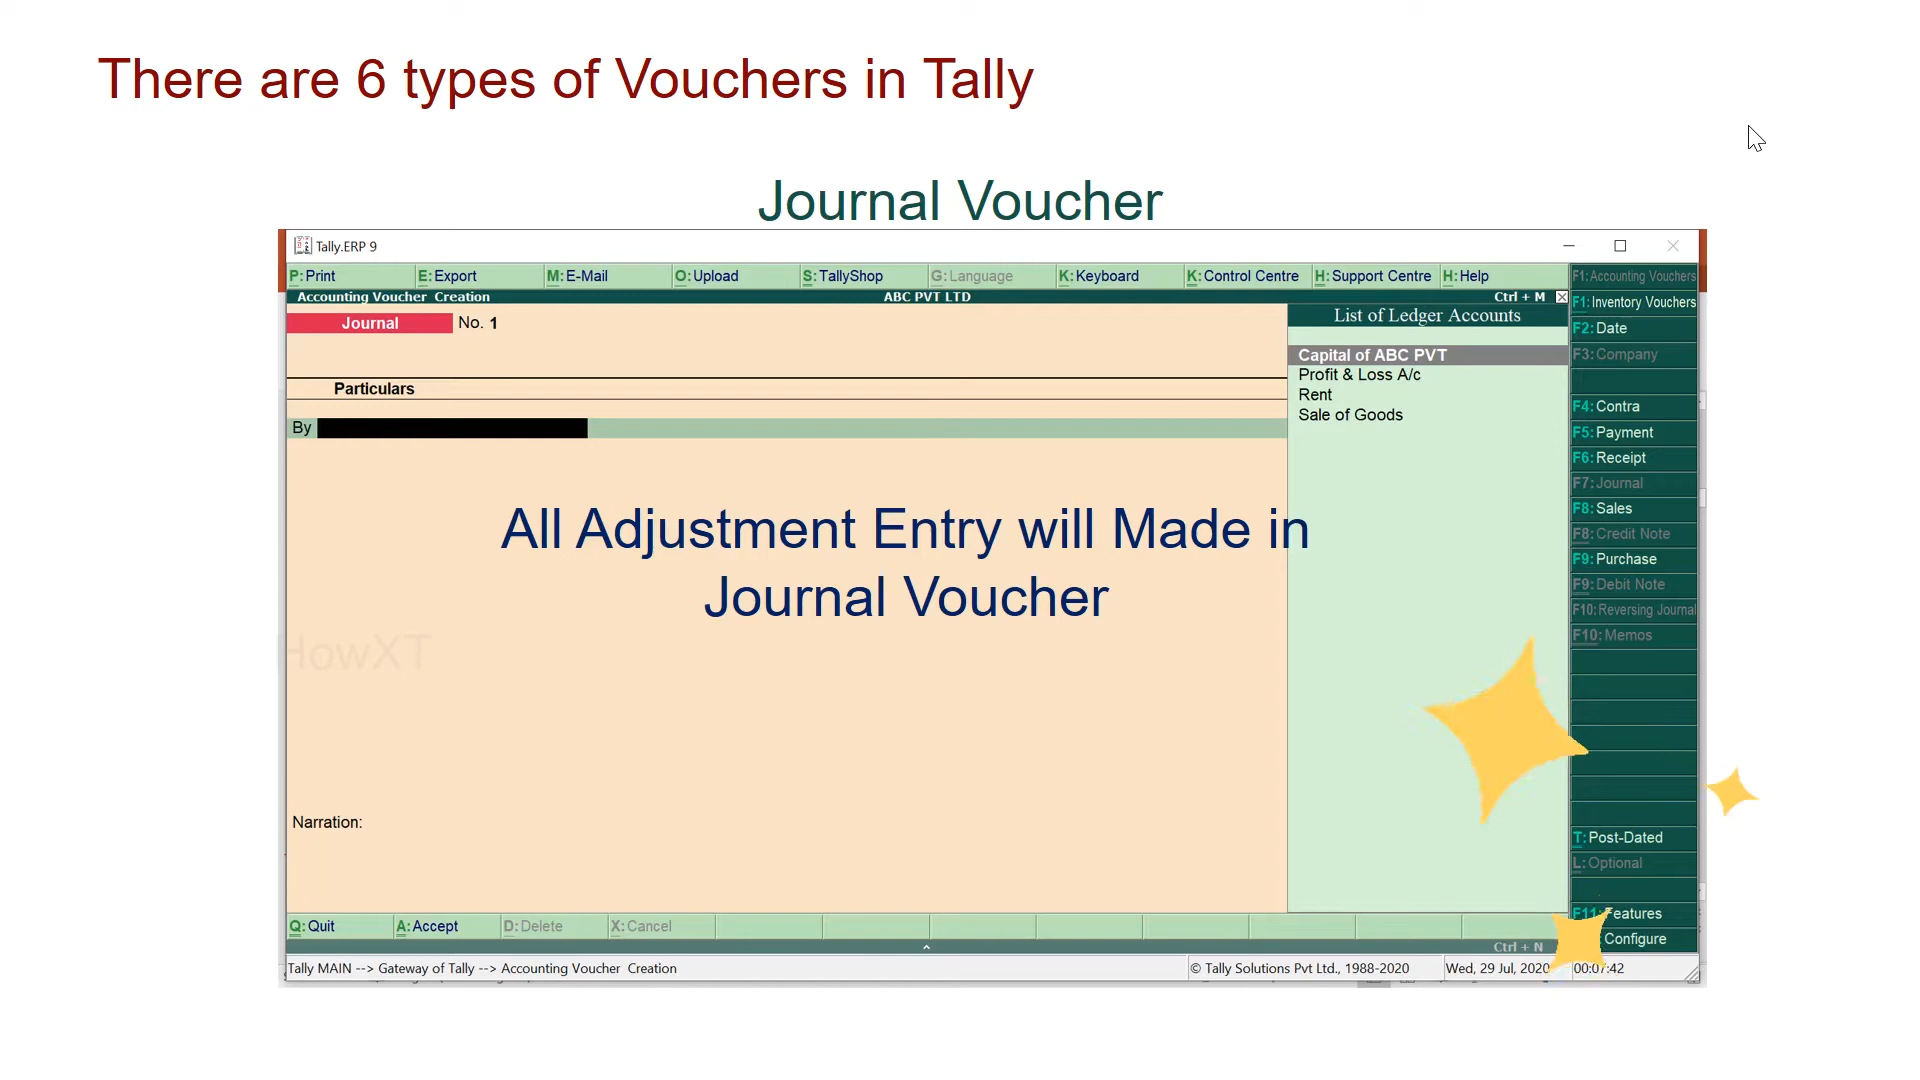 There are 6 types of Vouchers in Tally
Journal Voucher
Tally.ERP 9
P: Print E: Export M: E-Mail O: Upload S: TallyShop G: Language K: Keyboard K: Control Centre H: Support Centre H: Help
F1: Accounting Vouchers
Accounting Voucher Creation ABC PVT LTD Ctrl + M
F1: Inventory Vouchers
Journal No. 1
List of Ledger Accounts
F2: Date
Capital of ABC PVT
F3: Company
Profit & Loss A/c
Particulars
Rent
F4: Contra
Sale of Goods
By
F5: Payment
F6: Receipt
F7: Journal
F8: Sales
All Adjustment Entry will Made in
Journal Voucher
F8: Credit Note
F9: Purchase
F9: Debit Note
F10: Reversing Journal
F10: Memos
HowXT
Narration:
T: Post-Dated
L: Optional
F11: Features
Configure
Q: Quit A: Accept D: Delete X: Cancel
Ctrl + N
Tally MAIN --> Gateway of Tally --> Accounting Voucher Creation © Tally Solutions Pvt Ltd., 1988-2020 Wed, 29 Jul, 2020 00:07:42